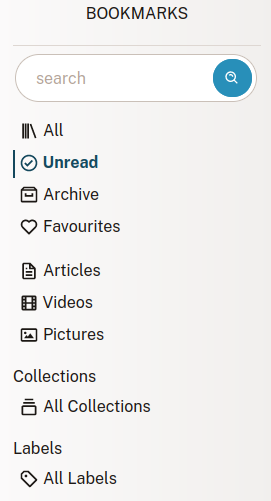 BOOKMARKS
search
All
Unread
Archive
Favourites
Articles
Videos
Pictures
Collections
All Collections
Labels
All Labels